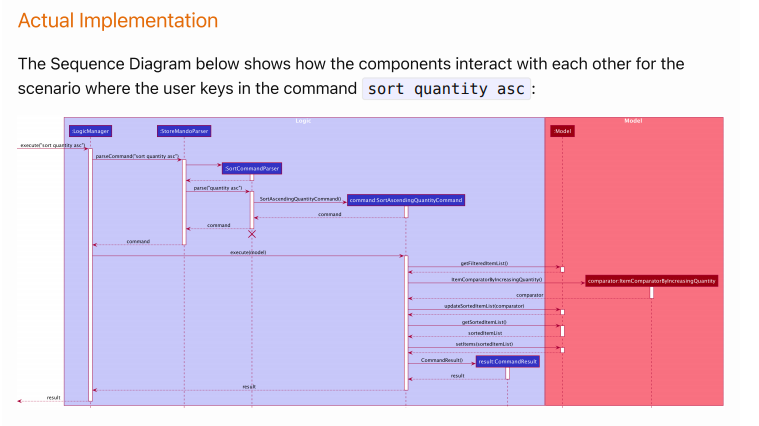 Actual Implementation
The Sequence Diagram below shows how the components interact with each other for the
scenario where the user keys in the command sort quantity asc :
Logic
Model
:LogicManager
:StoreMandoParser
:Model
execute("sort quantity asc")
parseCommand("sort quantity asc")
:SortCommandParser
parse("quantity asc")
SortAscendingQuantityCommand()
command:SortAscendingQuantityCommand
command
command
command
execute(model)
getFilteredItemList()
ItemComparatorByIncreasingQuantity()
comparator:ItemComparatorByIncreasingQuantity
comparator
updateSortedItemList(comparator)
getSortedItemList()
sortedItemList
setItems(sortedItemList)
CommandResult()
result:CommandResult
result
result
result